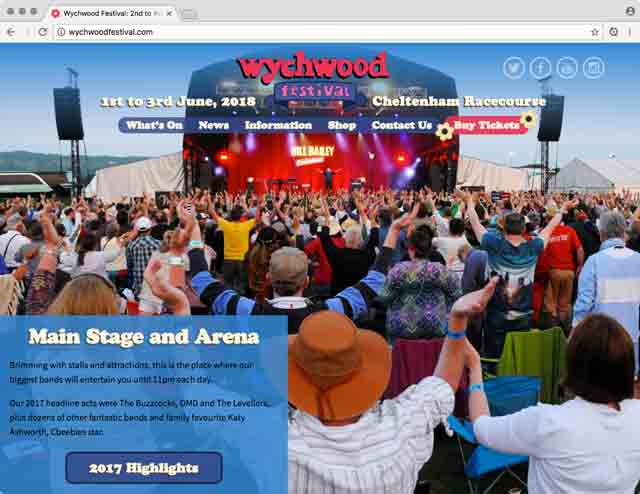 Wychwood Festival: 2nd to
wychwoodfestival.com
wychwood
festival
1st to 3rd June, 2018
Cheltenham Racecourse
What's On News Information Shop Contact Us Buy Tickets
BILL BAILEY
Main Stage and Arena
Brimming with stalls and attractions, this is the place where our
biggest bands will entertain you until 11pm each day.
Our 2017 headline acts were The Buzzcocks, OMD and The Levellers,
plus dozens of other fantastic bands and family favourite Katy
Ashworth, Cbeebies star.
2017 Highlights